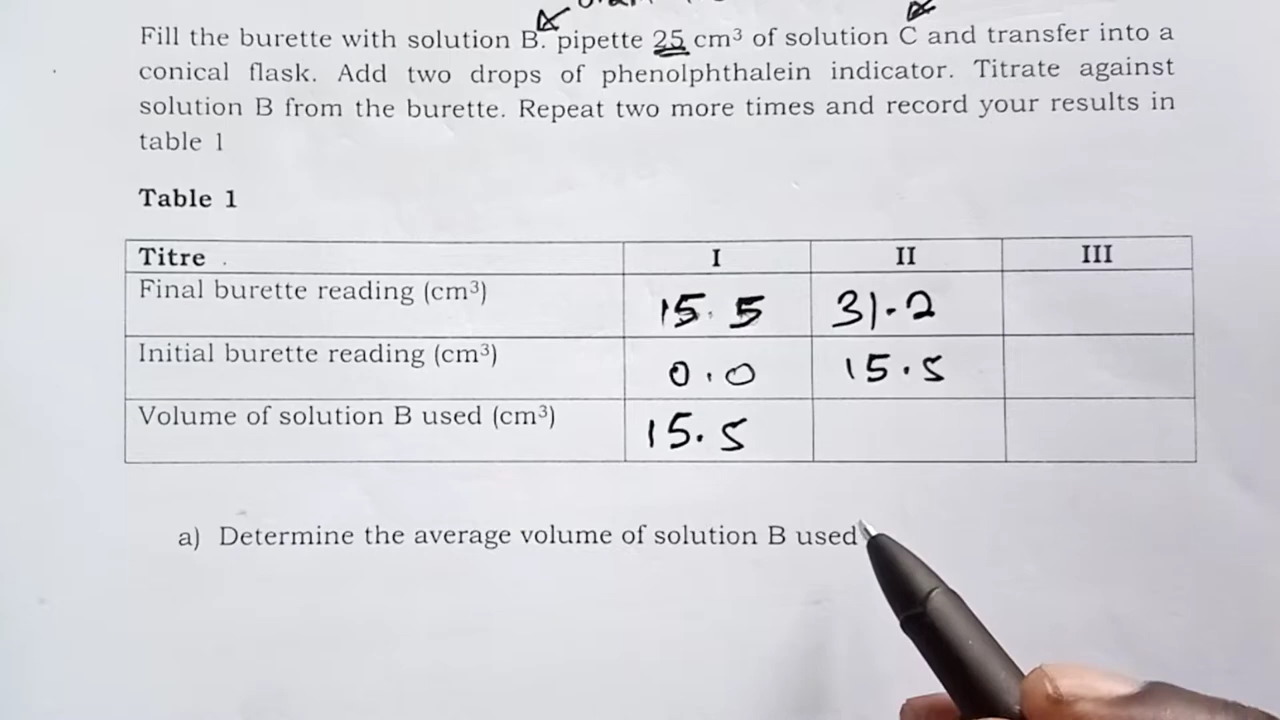 Fill the burette with solution B. pipette 25 cm³ of solution C and transfer into a
conical flask. Add two drops of phenolphthalein indicator. Titrate against
solution B from the burette. Repeat two more times and record your results in
table 1
Table 1
Titre I II III
Final burette reading (cm³) 15.5 31.2
Initial burette reading (cm³) 0.0 15.5
Volume of solution B used (cm³) 15.5
a) Determine the average volume of solution B used